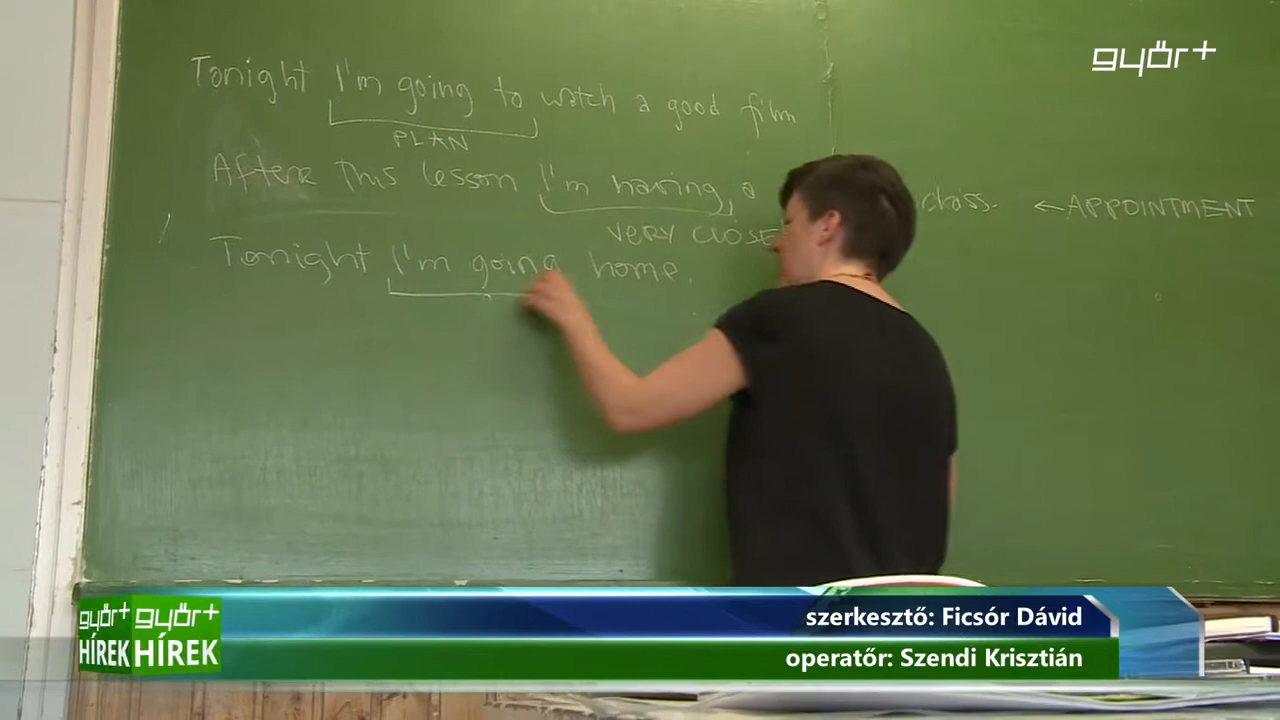 győr+
Tonight I'm going to watch a good film
PLAN
After this lesson I'm having a class. ← APPOINTMENT
VERY CLOSE
Tonight I'm going home.
szerkesztő: Ficsór Dávid
operatőr: Szendi Krisztián
győr+ győr+
HÍREK HÍREK